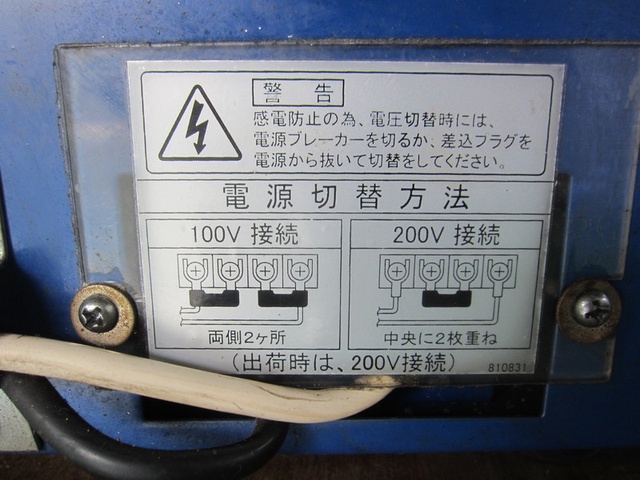 警告
感電防止の為、電圧切替時には、
電源ブレーカーを切るか、差込プラグを
電源から抜いて切替をしてください。
電源切替方法
100V 接続
両側2ヶ所
200V 接続
中央に2枚重ね
(出荷時は、200V接続)
810831